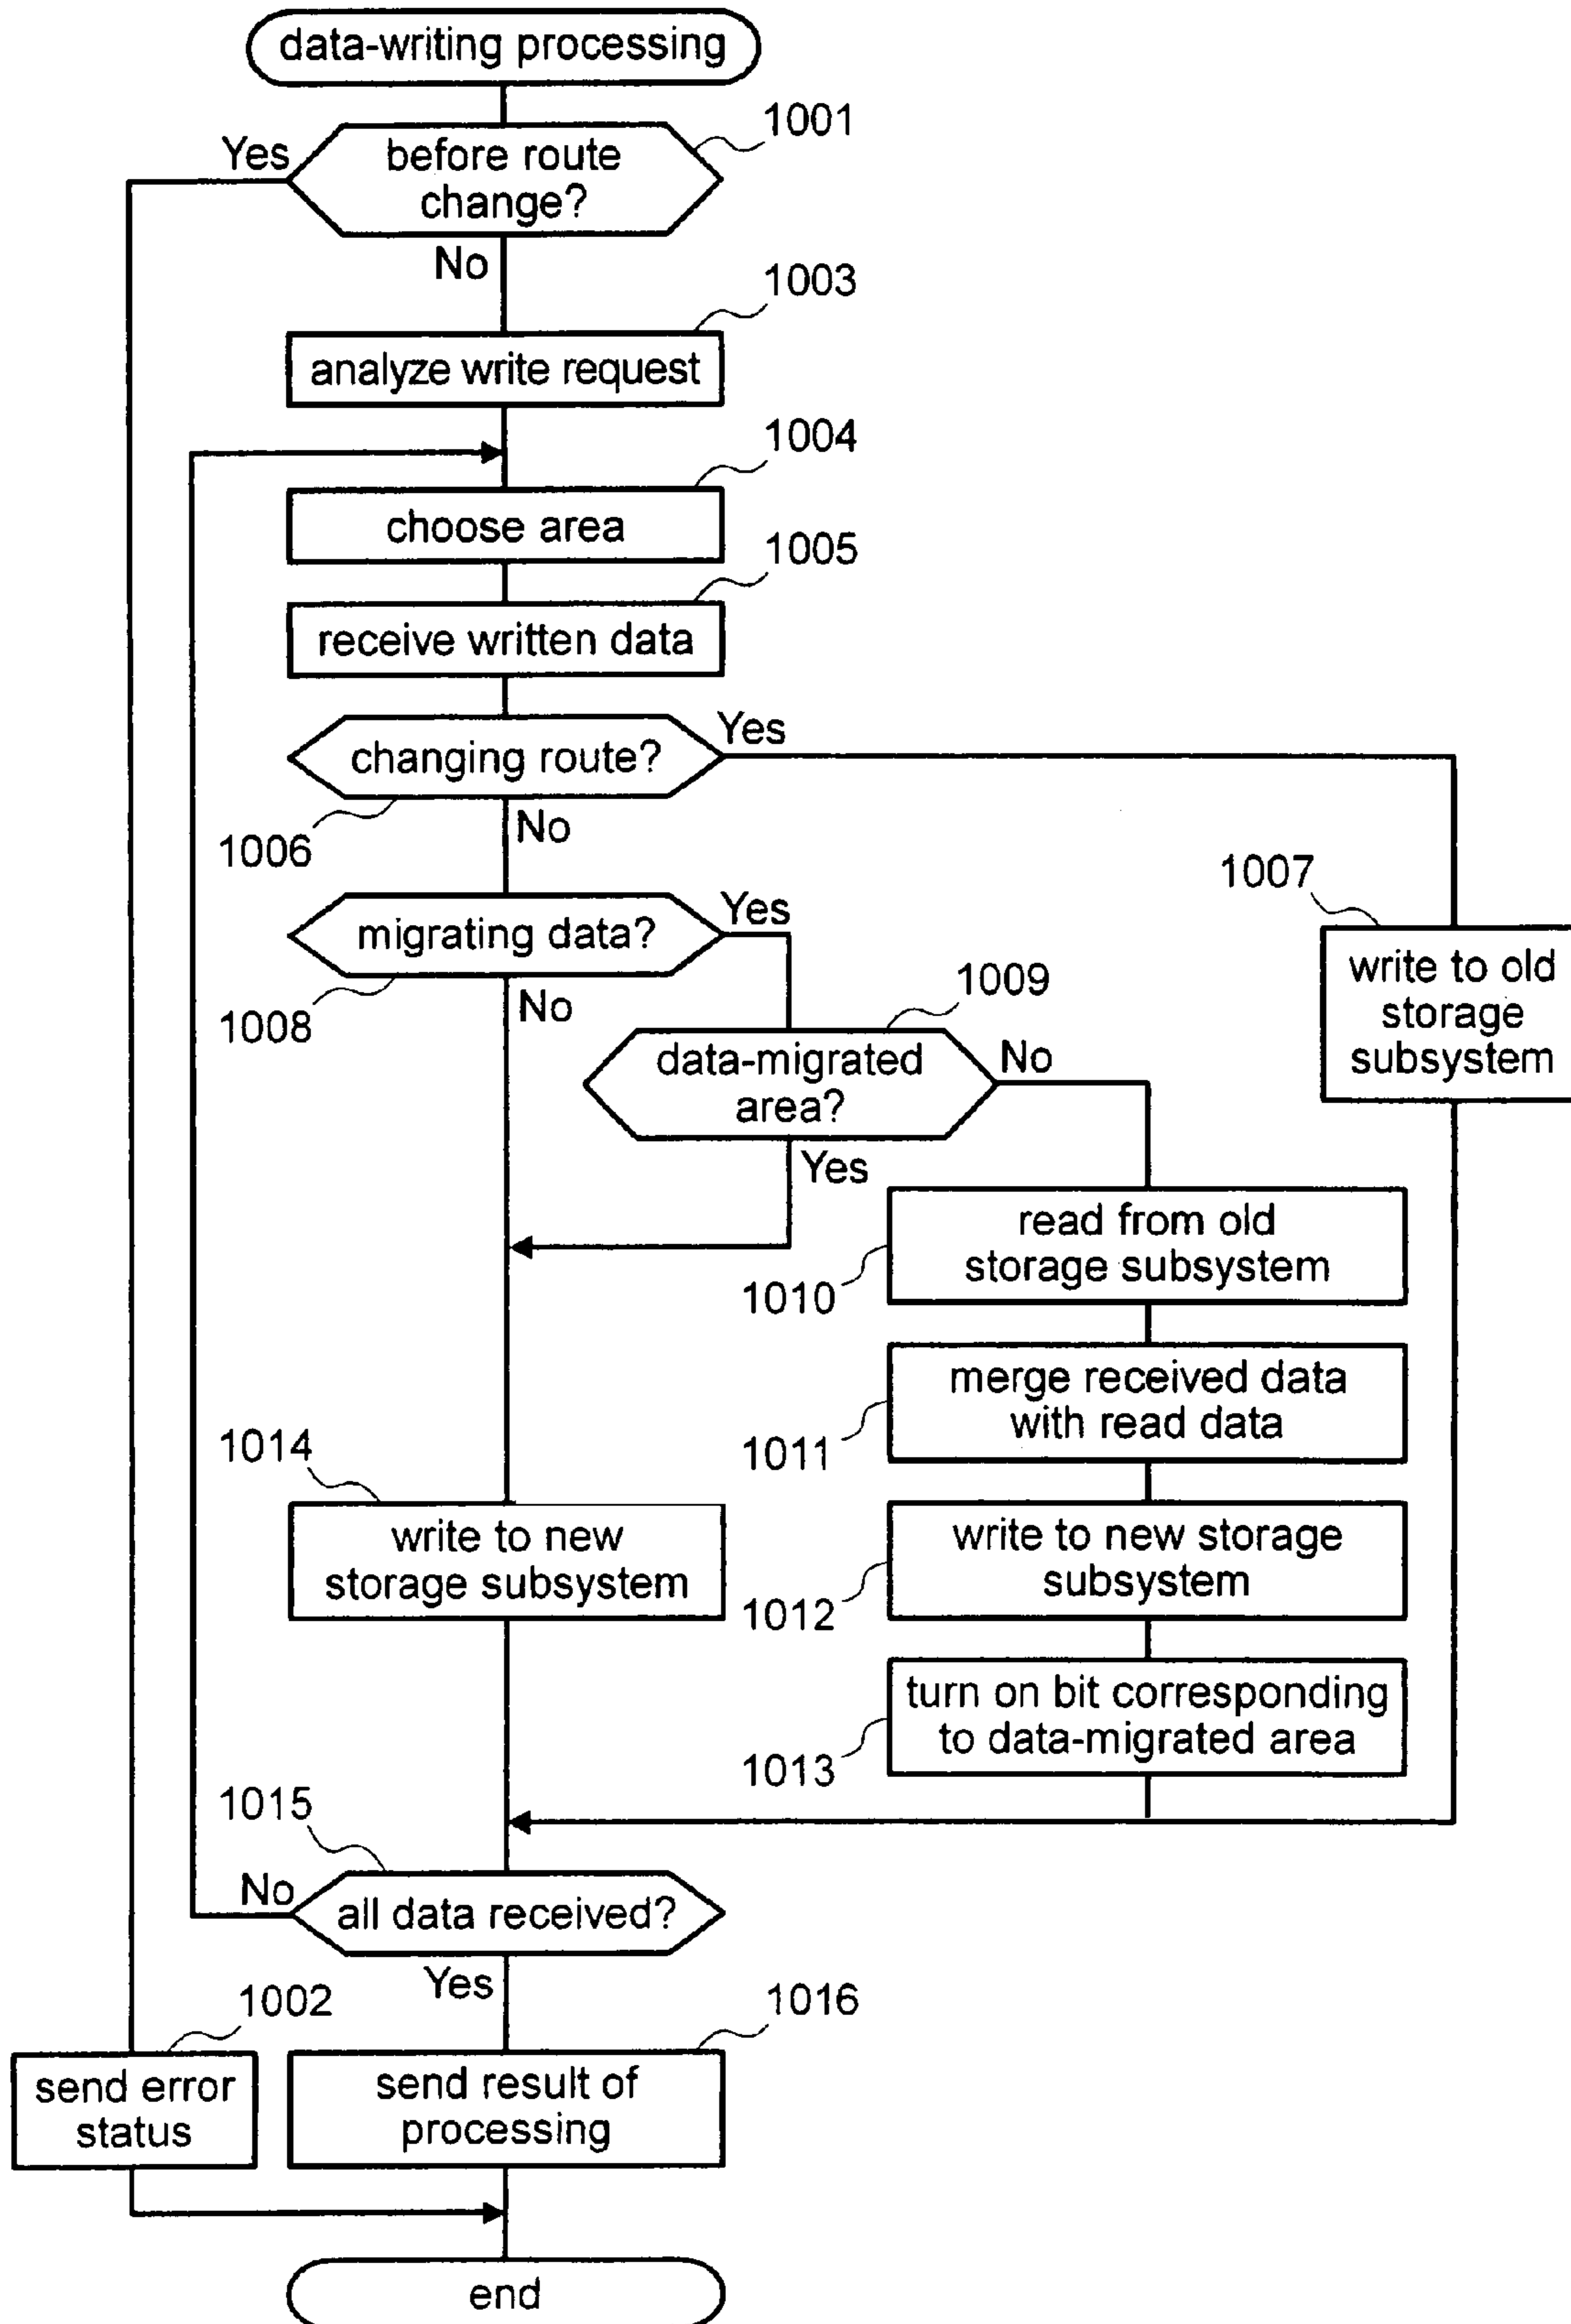 data-writing processing
1001
Yes
before route
change?
No
1003
analyze write request
1004
choose area
1005
receive written data
changing route?
Yes
1006
No
1007
write to old
storage
subsystem
migrating data?
Yes
1008
No
1009
data-migrated
area?
No
Yes
read from old
storage subsystem
1010
merge received data
with read data
1011
1014
write to new
storage subsystem
write to new storage
subsystem
1012
turn on bit corresponding
to data-migrated area
1013
1015
No
all data received?
Yes
1002
send error
status
1016
send result of
processing
end